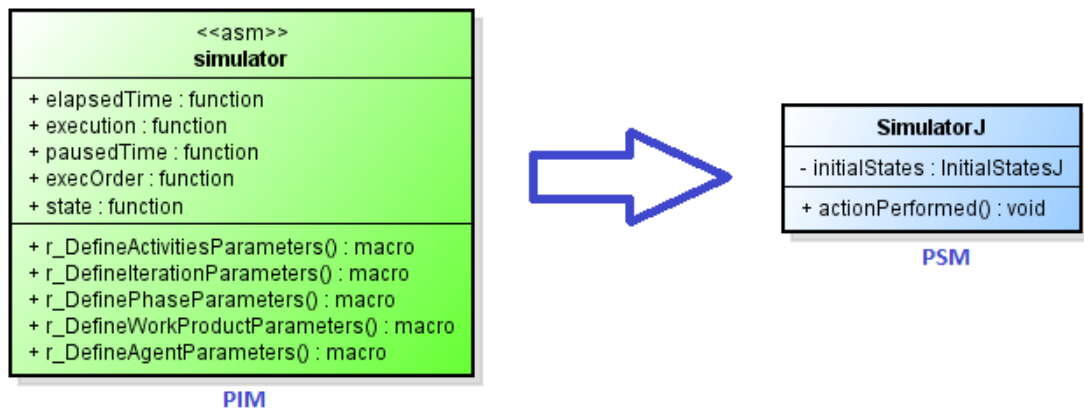 <<asm>>
simulator
+ elapsedTime : function
+ execution : function
+ pausedTime : function
+ execOrder : function
+ state : function
+ r_DefineActivitiesParameters() : macro
+ r_DefineIterationParameters() : macro
+ r_DefinePhaseParameters() : macro
+ r_DefineWorkProductParameters() : macro
+ r_DefineAgentParameters() : macro
PIM
SimulatorJ
- initialStates : InitialStatesJ
+ actionPerformed() : void
PSM